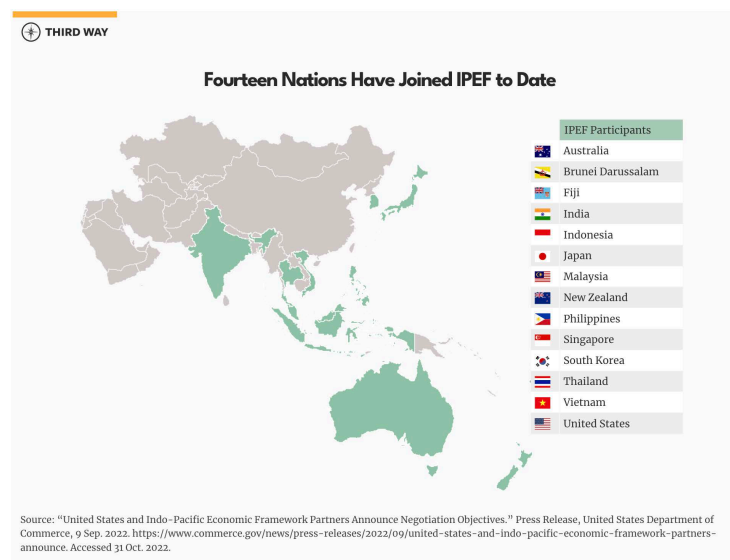 THIRD WAY
Fourteen Nations Have Joined IPEF to Date
IPEF Participants
Australia
Brunei Darussalam
Fiji
India
Indonesia
Japan
Malaysia
New Zealand
Philippines
Singapore
South Korea
Thailand
Vietnam
United States
Source: “United States and Indo-Pacific Economic Framework Partners Announce Negotiation Objectives.” Press Release, United States Department of
Commerce, 9 Sep. 2022. https://www.commerce.gov/news/press-releases/2022/09/united-states-and-indo-pacific-economic-framework-partners-
announce. Accessed 31 Oct. 2022.